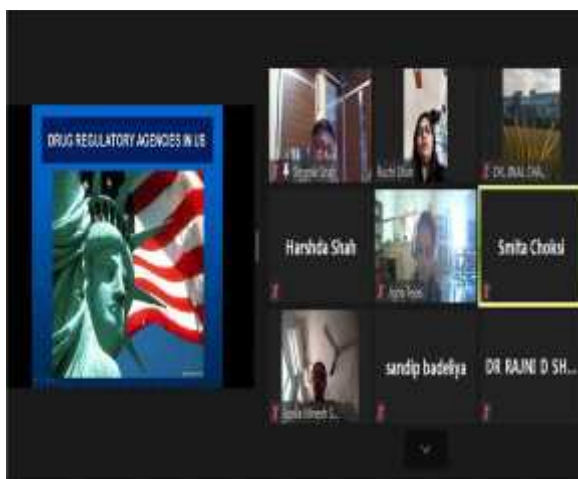 DRUG REGULATORY AGENCIES IN US
Harshda Shah
Smita Choksi
sandip badeliya
DR RAJNI D SH...